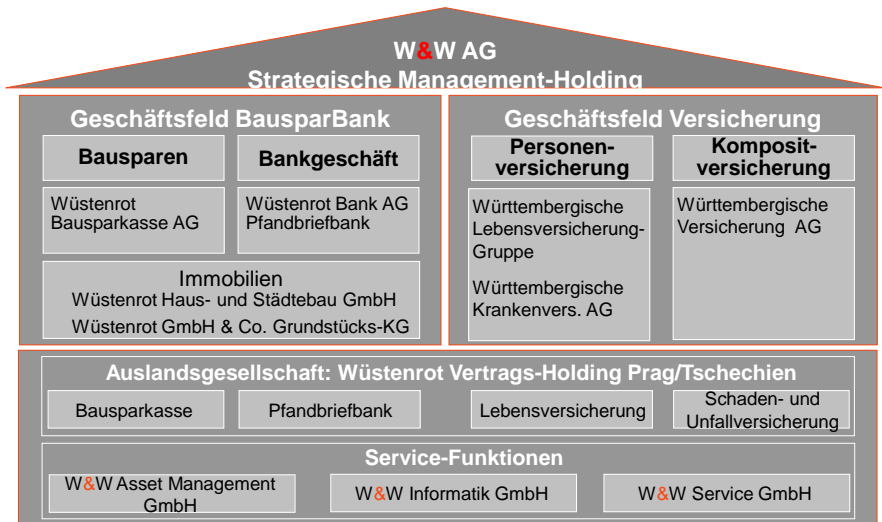 W&W AG
Strategische Management-Holding
Geschäftsfeld BausparBank
Bausparen
Bankgeschäft
Wüstenrot
Bausparkasse AG
Wüstenrot Bank AG
Pfandbriefbank
Immobilien
Wüstenrot Haus- und Städtebau GmbH
Wüstenrot GmbH & Co. Grundstücks-KG
Geschäftsfeld Versicherung
Personen-
versicherung
Komposit-
versicherung
Württembergische
Lebensversicherung-
Gruppe
Württembergische
Krankenvers. AG
Württembergische
Versicherung AG
Auslandsgesellschaft: Wüstenrot Vertrags-Holding Prag/Tschechien
Bausparkasse
Pfandbriefbank
Lebensversicherung
Schaden- und
Unfallversicherung
Service-Funktionen
W&W Asset Management
GmbH
W&W Informatik GmbH
W&W Service GmbH